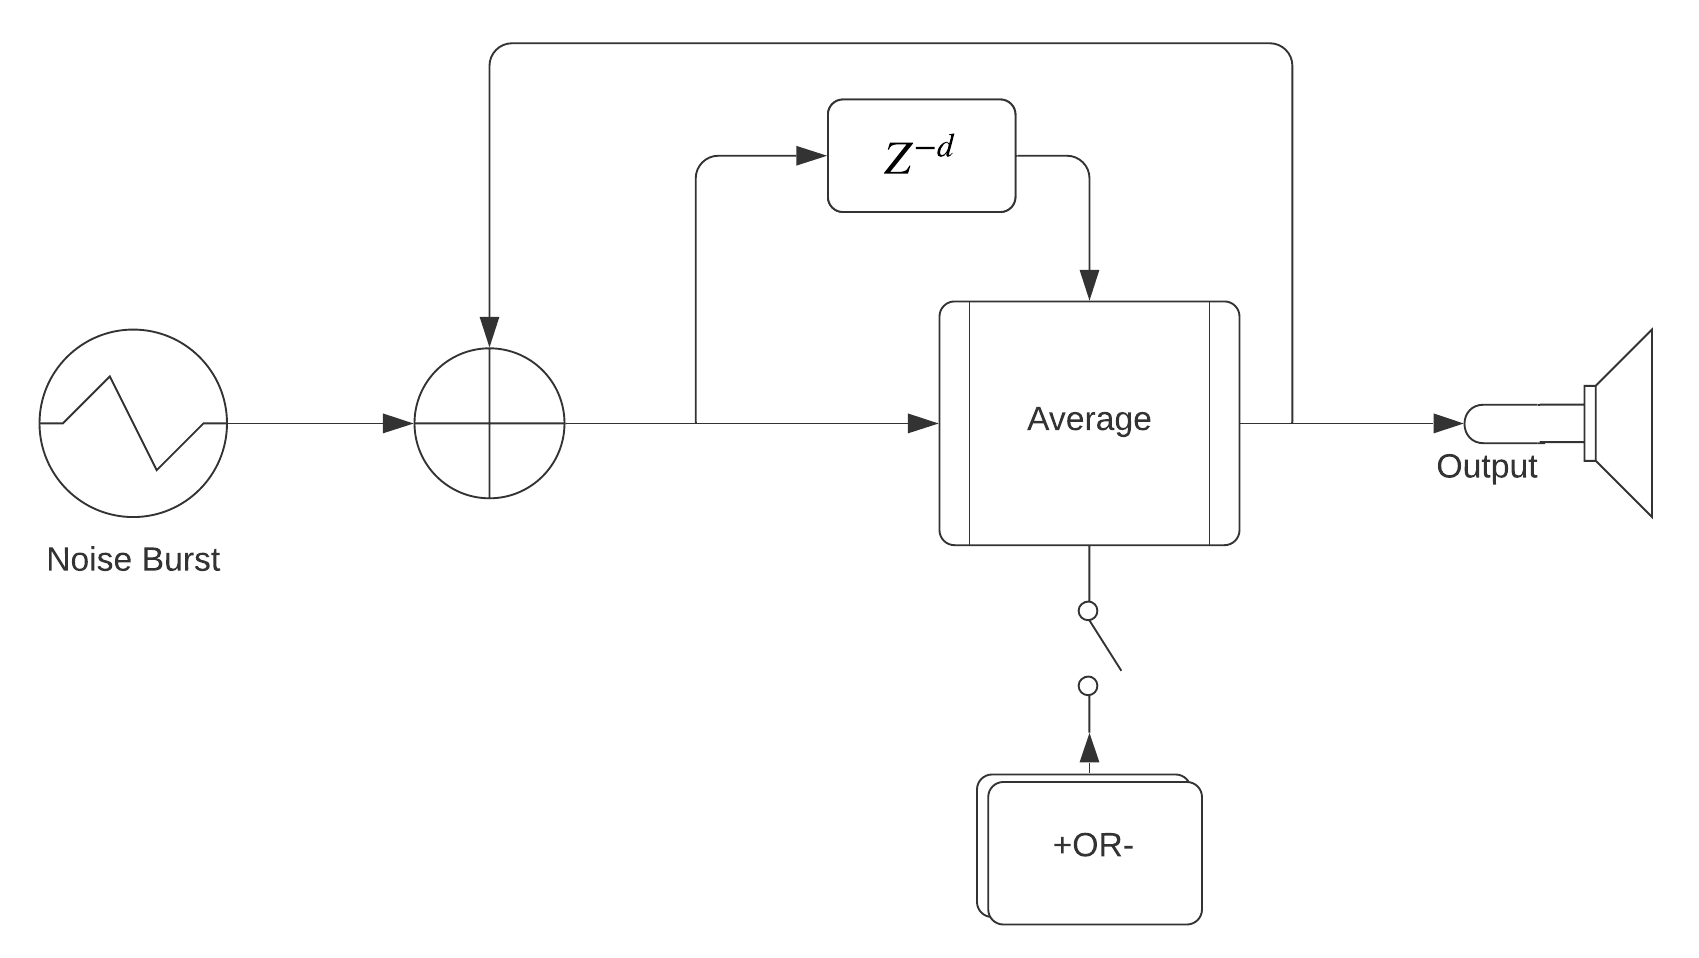 Z−d
Average
Output
Noise Burst
+OR-